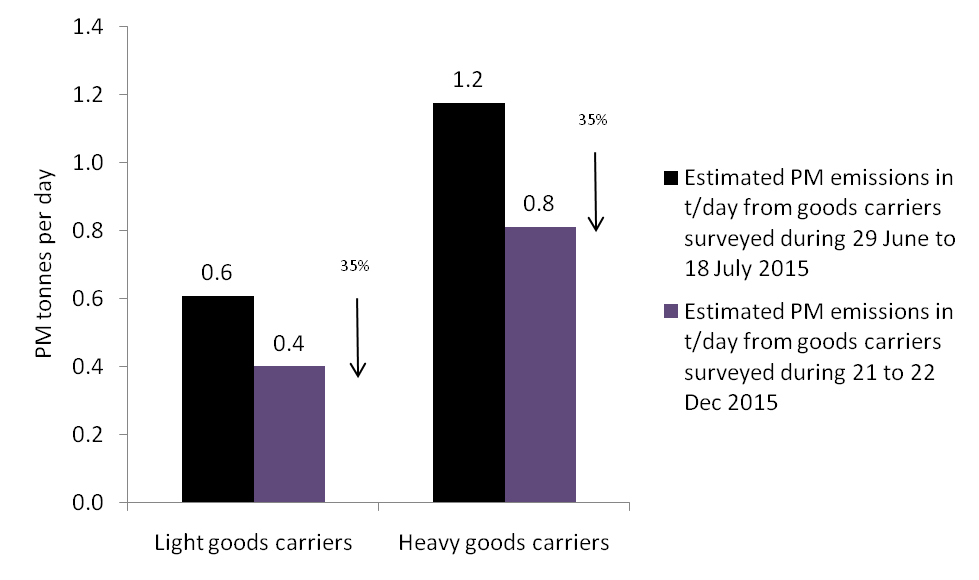 1.4
1.2
1.0
0.8
0.6
0.4
0.2
0.0
PM tonnes per day
0.6
0.4
35%
1.2
0.8
35%
Light goods carriers
Heavy goods carriers
Estimated PM emissions in
t/day from goods carriers
surveyed during 29 June to
18 July 2015
Estimated PM emissions in
t/day from goods carriers
surveyed during 21 to 22
Dec 2015